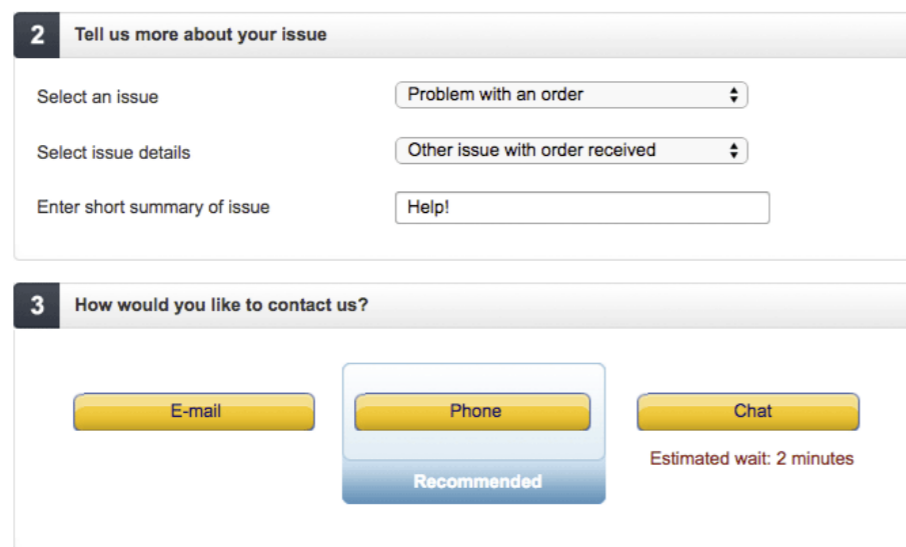 2 Tell us more about your issue
Select an issue Problem with an order
Select issue details Other issue with order received
Enter short summary of issue Help!
3 How would you like to contact us?
E-mail Phone Chat
Estimated wait: 2 minutes
Recommended